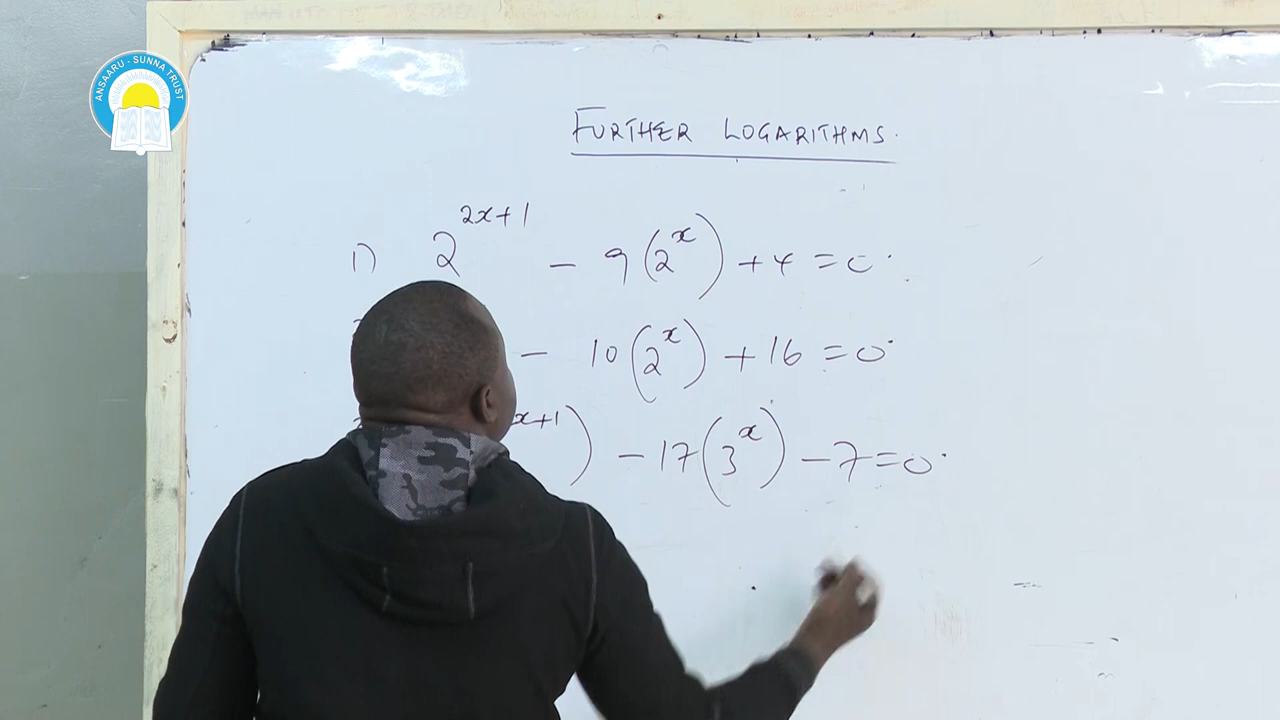 ANSAARU - SUNNA TRUST
FURTHER LOGARITHMS.
1) 2^{2x+1} - 9(2^x) + 4 = 0.
- 10(2^x) + 16 = 0.
x+1) - 17(3^x) - 7 = 0.